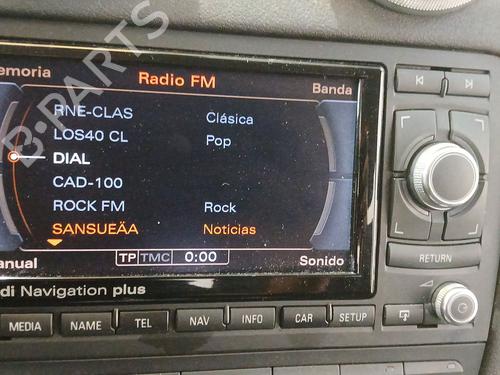 emoria
Radio FM
Banda
RNE-CLAS Clásica
LOS40 CL Pop
DIAL
CAD-100
ROCK FM Rock
SANSUEÄA Noticias
anual
TP TMC 0:00
Sonido
di Navigation plus
RETURN
MEDIA NAME TEL NAV INFO CAR SETUP
B-PARTS